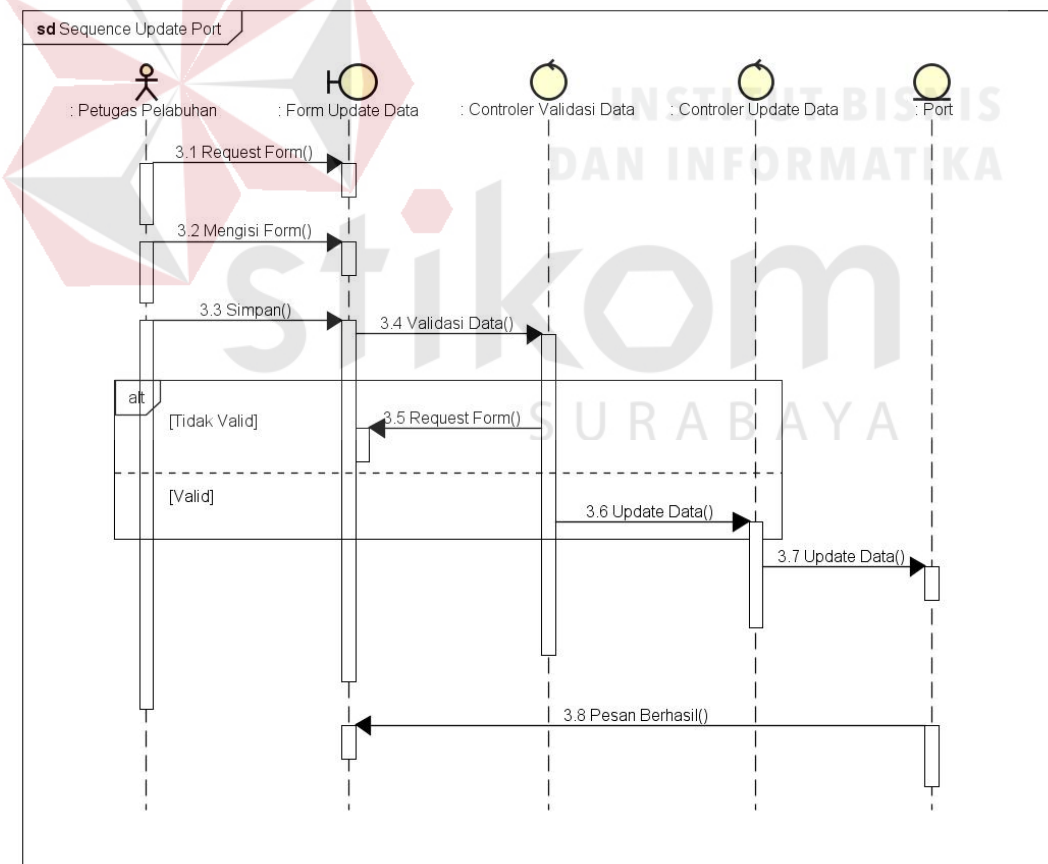 sd Sequence Update Port
: Petugas Pelabuhan
: Form Update Data
: Controler Validasi Data
: Controler Update Data
: Port
INSTITUT BISNIS
DAN INFORMATIKA
stikom
SURABAYA
3.1 Request Form()
3.2 Mengisi Form()
3.3 Simpan()
3.4 Validasi Data()
alt
[Tidak Valid]
3.5 Request Form()
[Valid]
3.6 Update Data()
3.7 Update Data()
3.8 Pesan Berhasil()